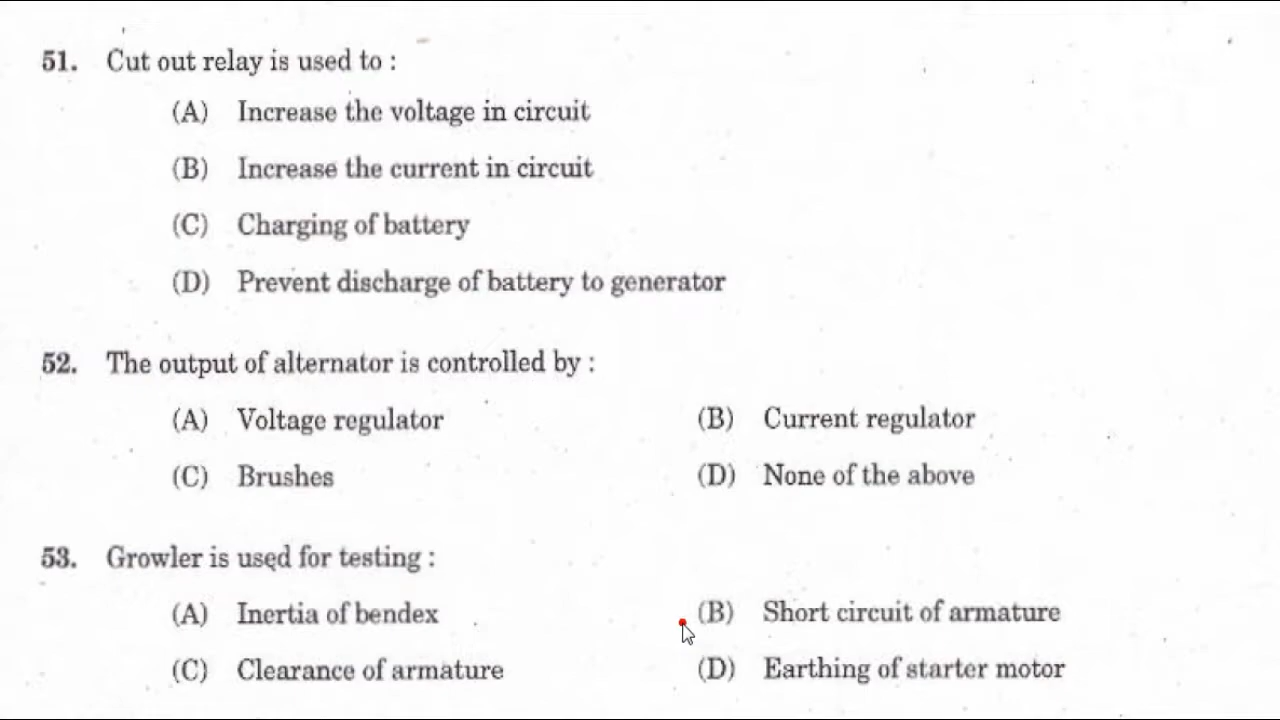 51. Cut out relay is used to :
(A) Increase the voltage in circuit
(B) Increase the current in circuit
(C) Charging of battery
(D) Prevent discharge of battery to generator
52. The output of alternator is controlled by :
(A) Voltage regulator (B) Current regulator
(C) Brushes (D) None of the above
53. Growler is used for testing :
(A) Inertia of bendex (B) Short circuit of armature
(C) Clearance of armature (D) Earthing of starter motor